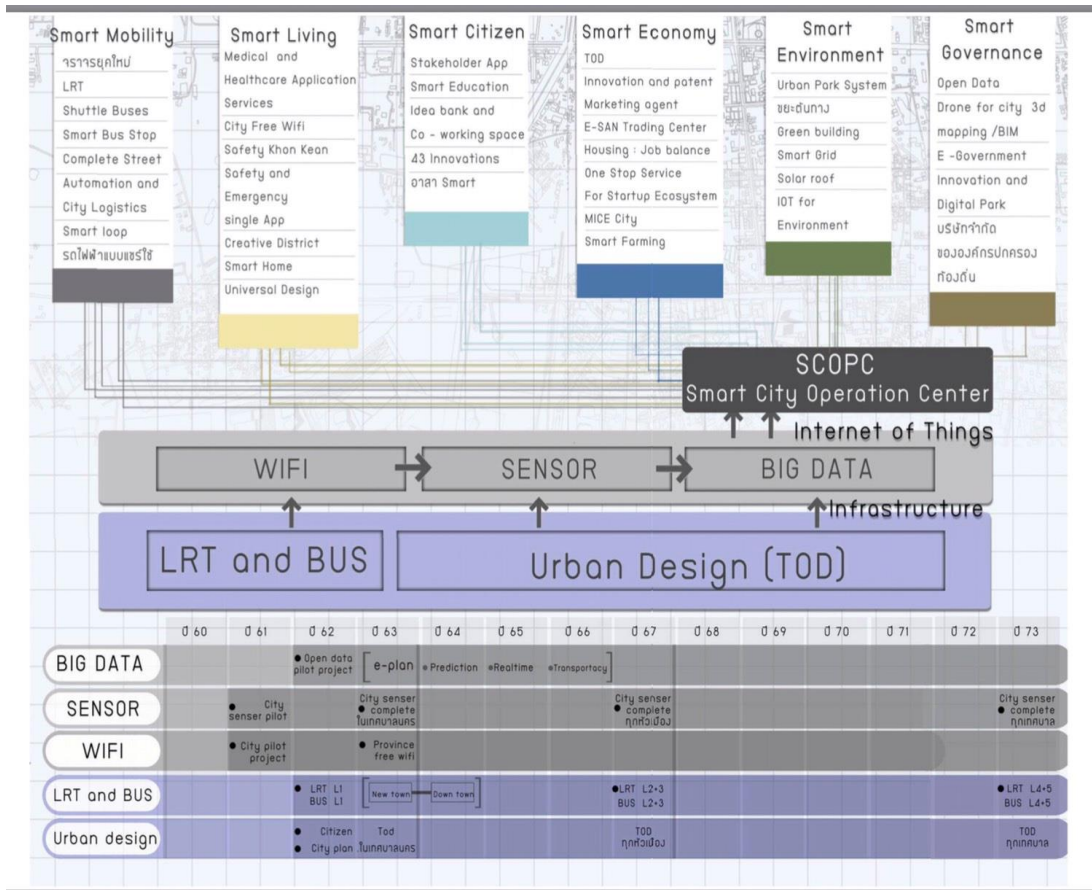 Smart Mobility
จราจรยุคใหม่
LRT
Shuttle Buses
Smart Bus Stop
Complete Street
Automation and
City Logistics
Smart loop
รถไฟฟ้าแบบแชร์ใช้
Smart Living
Medical and
Healthcare Application
Services
City Free Wifi
Safety Khon Kean
Safety and
Emergency
single App
Creative District
Smart Home
Universal Design
Smart Citizen
Stakeholder App
Smart Education
Idea bank and
Co - working space
43 Innovations
อาสา Smart
Smart Economy
TOD
Innovation and patent
Marketing agent
E-SAN Trading Center
Housing : Job balance
One Stop Service
For Startup Ecosystem
MICE City
Smart Farming
Smart
Environment
Urban Park System
ขยะต้นทาง
Green building
Smart Grid
Solar roof
IOT for
Environment
Smart
Governance
Open Data
Drone for city 3d
mapping /BIM
E -Government
Innovation and
Digital Park
บริษัทจำกัด
ขององค์กรปกครอง
ท้องถิ่น
SCOPC
Smart City Operation Center
Internet of Things
WIFI
SENSOR
BIG DATA
Infrastructure
LRT and BUS
Urban Design (TOD)
ปี 60
ปี 61
ปี 62
ปี 63
ปี 64
ปี 65
ปี 66
ปี 67
ปี 68
ปี 69
ปี 70
ปี 71
ปี 72
ปี 73
BIG DATA
Open data
pilot project
e-plan
Prediction
Realtime
Transportacy
SENSOR
City
senser pilot
City senser
complete
ในเทศบาลนคร
City senser
complete
ทุกหัวเมือง
City senser
complete
ทุกเทศบาล
WIFI
City pilot
project
Province
free wifi
LRT and BUS
LRT L1
BUS L1
New town
Down town
LRT L2+3
BUS L2+3
LRT L4+5
BUS L4+5
Urban design
Citizen
City plan
Tod
ในเทศบาลนคร
TOD
ทุกหัวเมือง
TOD
ทุกเทศบาล